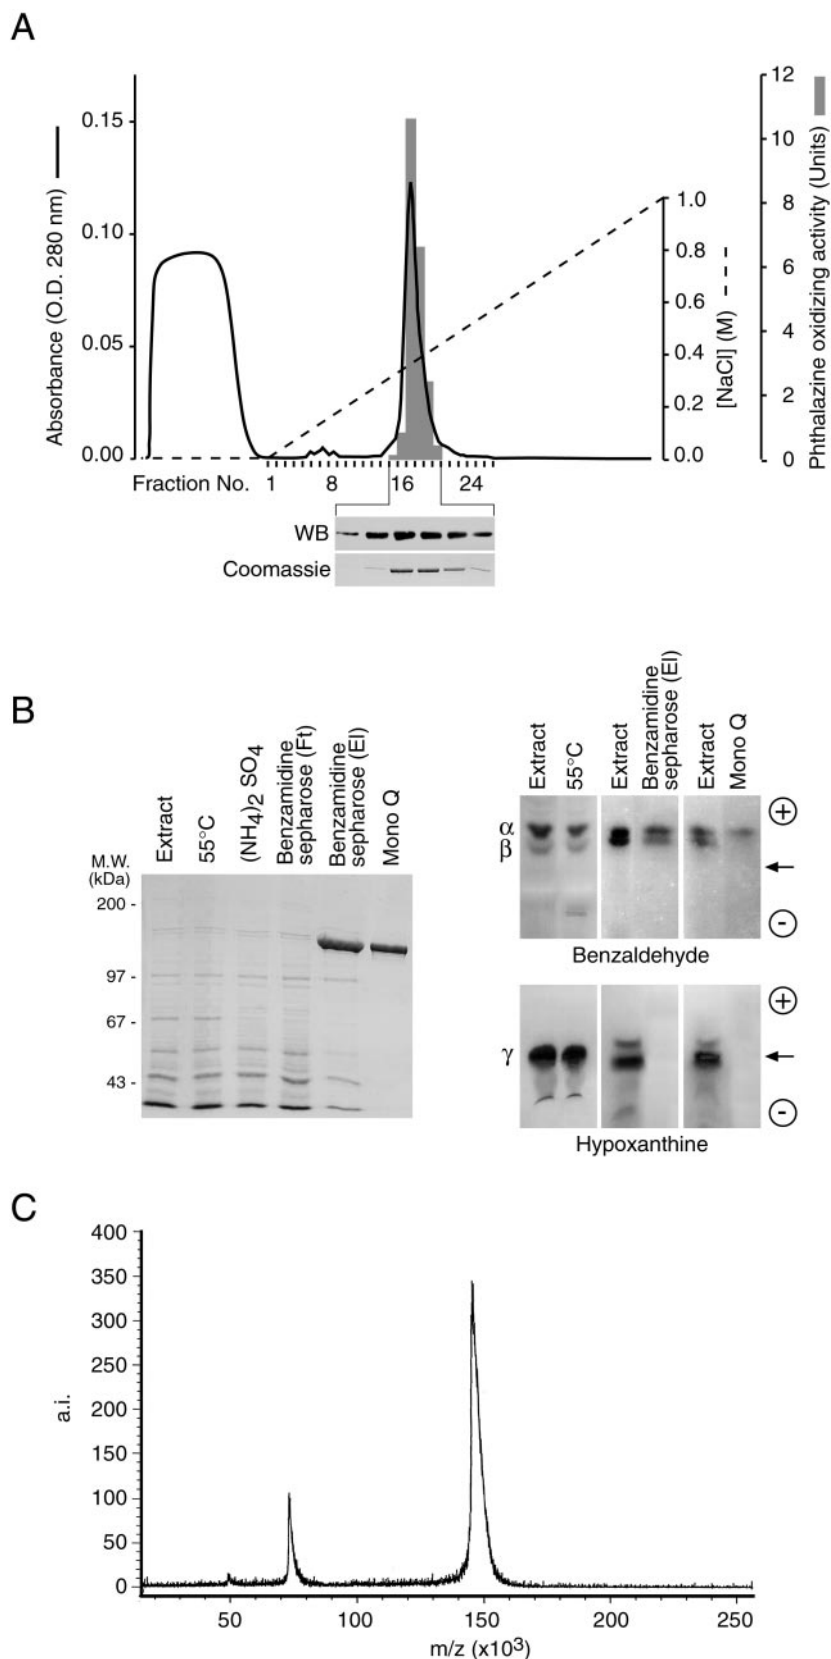 A
Absorbance (O.D. 280 nm)
0.15
0.10
0.05
0.00
Fraction No. 1 8 16 24
1.0
0.8
0.6
0.4
0.2
0.0
[NaCl] (M)
12
10
8
6
4
2
0
Phthalazine oxidizing activity (Units)
WB
Coomassie
B
M.W.
(kDa)
Extract
55°C
(NH4)2 SO4
Benzamidine
sepharose (Ft)
Benzamidine
sepharose (El)
Mono Q
200 -
97 -
67 -
43 -
Extract
55°C
Extract
Benzamidine
sepharose (El)
Extract
Mono Q
α
β
+
-
Benzaldehyde
γ
+
-
Hypoxanthine
C
a.i.
400
350
300
250
200
150
100
50
0
50 100 150 200 250
m/z (x10³)